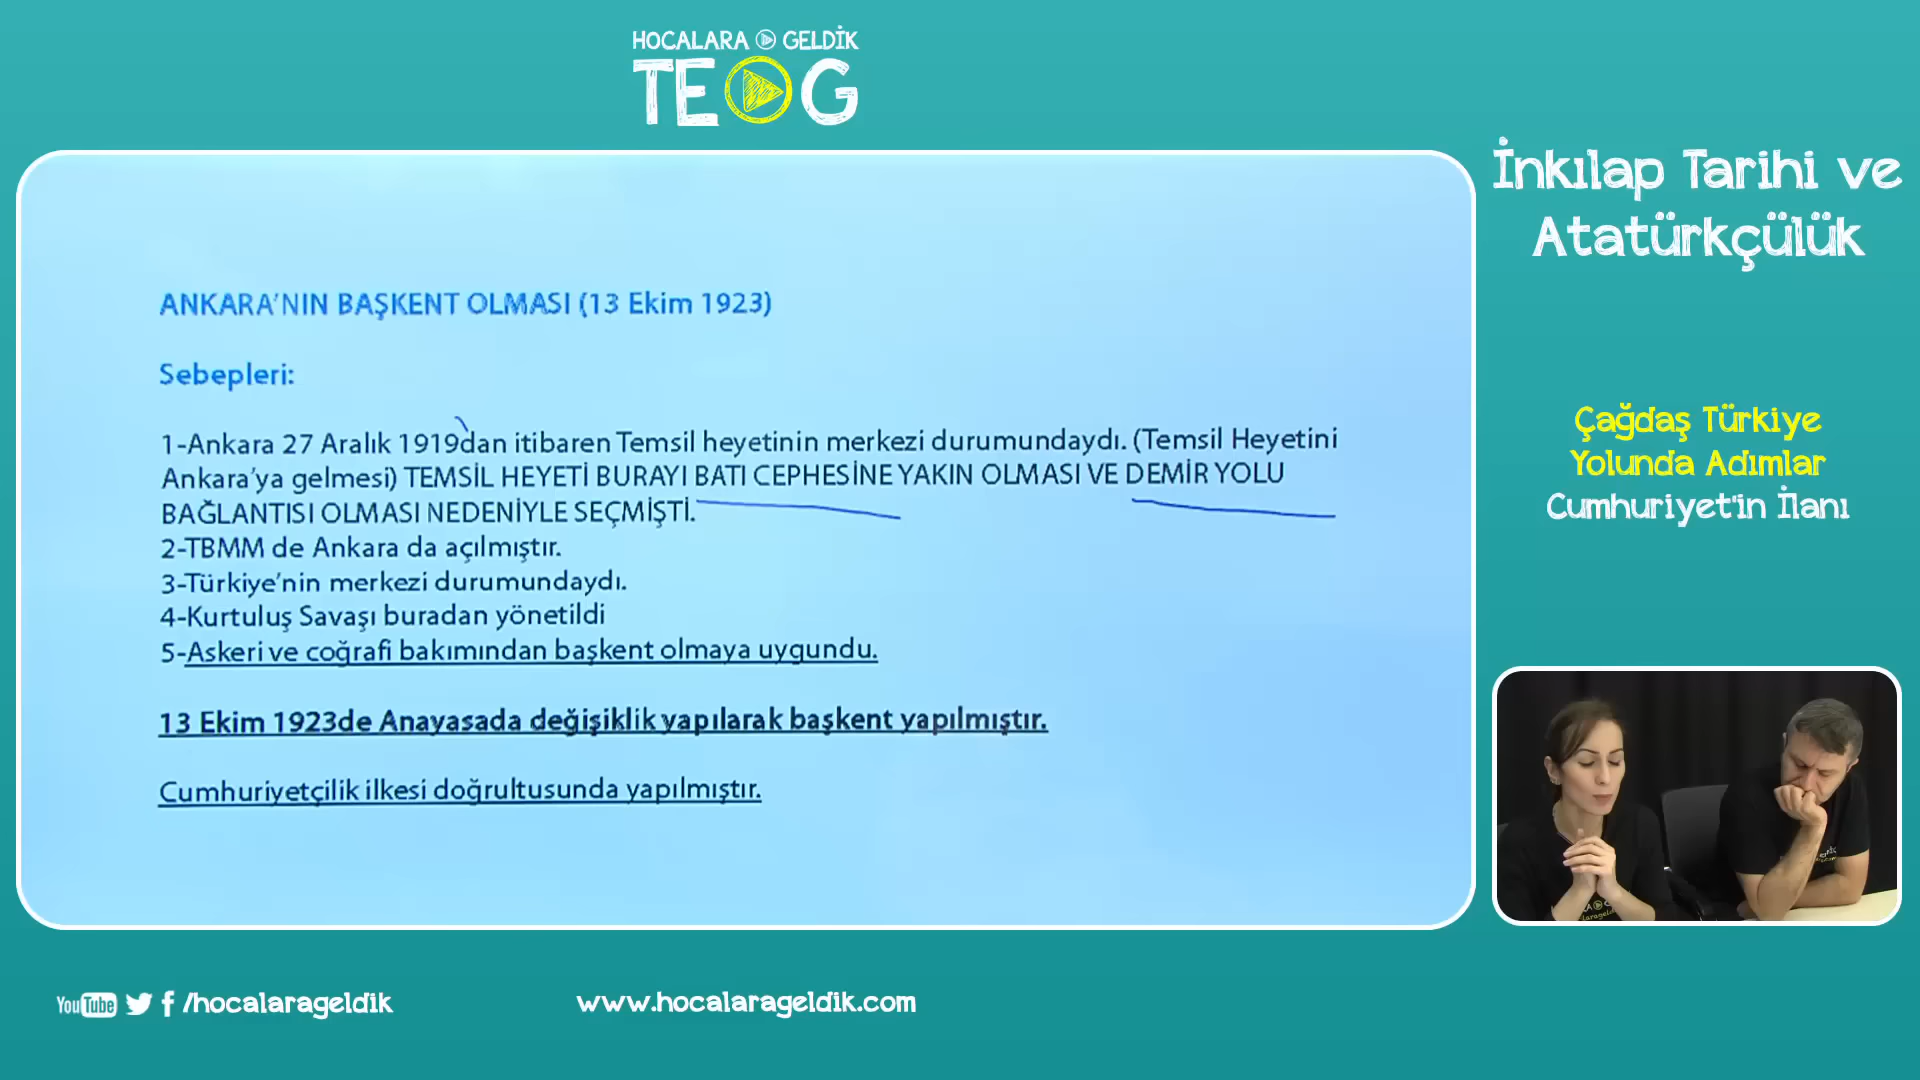 HOCALARA GELDİK
TEOG
İnkılap Tarihi ve
Atatürkçülük
ANKARA’NIN BAŞKENT OLMASI (13 Ekim 1923)
Sebepleri:
1-Ankara 27 Aralık 1919dan itibaren Temsil heyetinin merkezi durumundaydı. (Temsil Heyetini
Ankara’ya gelmesi) TEMSİL HEYETİ BURAYI BATI CEPHESİNE YAKIN OLMASI VE DEMİR YOLU
BAĞLANTISI OLMASI NEDENİYLE SEÇMİŞTİ.
2-TBMM de Ankara da açılmıştır.
3-Türkiye’nin merkezi durumundaydı.
4-Kurtuluş Savaşı buradan yönetildi
5-Askeri ve coğrafi bakımından başkent olmaya uygundu.
13 Ekim 1923de Anayasada değişiklik yapılarak başkent yapılmıştır.
Cumhuriyetçilik ilkesi doğrultusunda yapılmıştır.
Çağdaş Türkiye
Yolunda Adımlar
Cumhuriyet'in İlanı
YouTube f /hocalarageldik
www.hocalarageldik.com